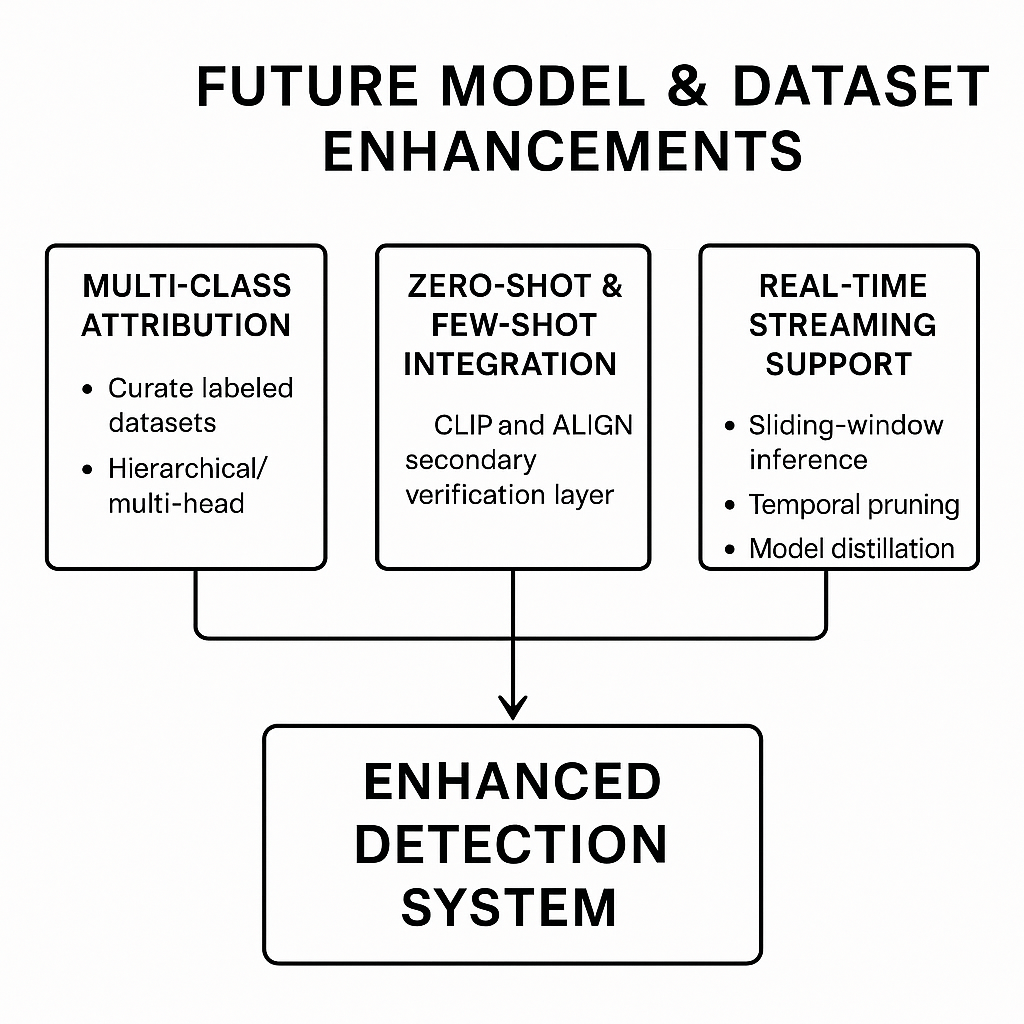 FUTURE MODEL & DATASET
ENHANCEMENTS
MULTI-CLASS
ATTRIBUTION
• Curate labeled
datasets
• Hierarchical/
multi-head
ZERO-SHOT &
FEW-SHOT
INTEGRATION
CLIP and ALIGN
secondary
verification layer
REAL-TIME
STREAMING
SUPPORT
• Sliding-window
inference
• Temporal pruning
• Model distillation
ENHANCED
DETECTION
SYSTEM